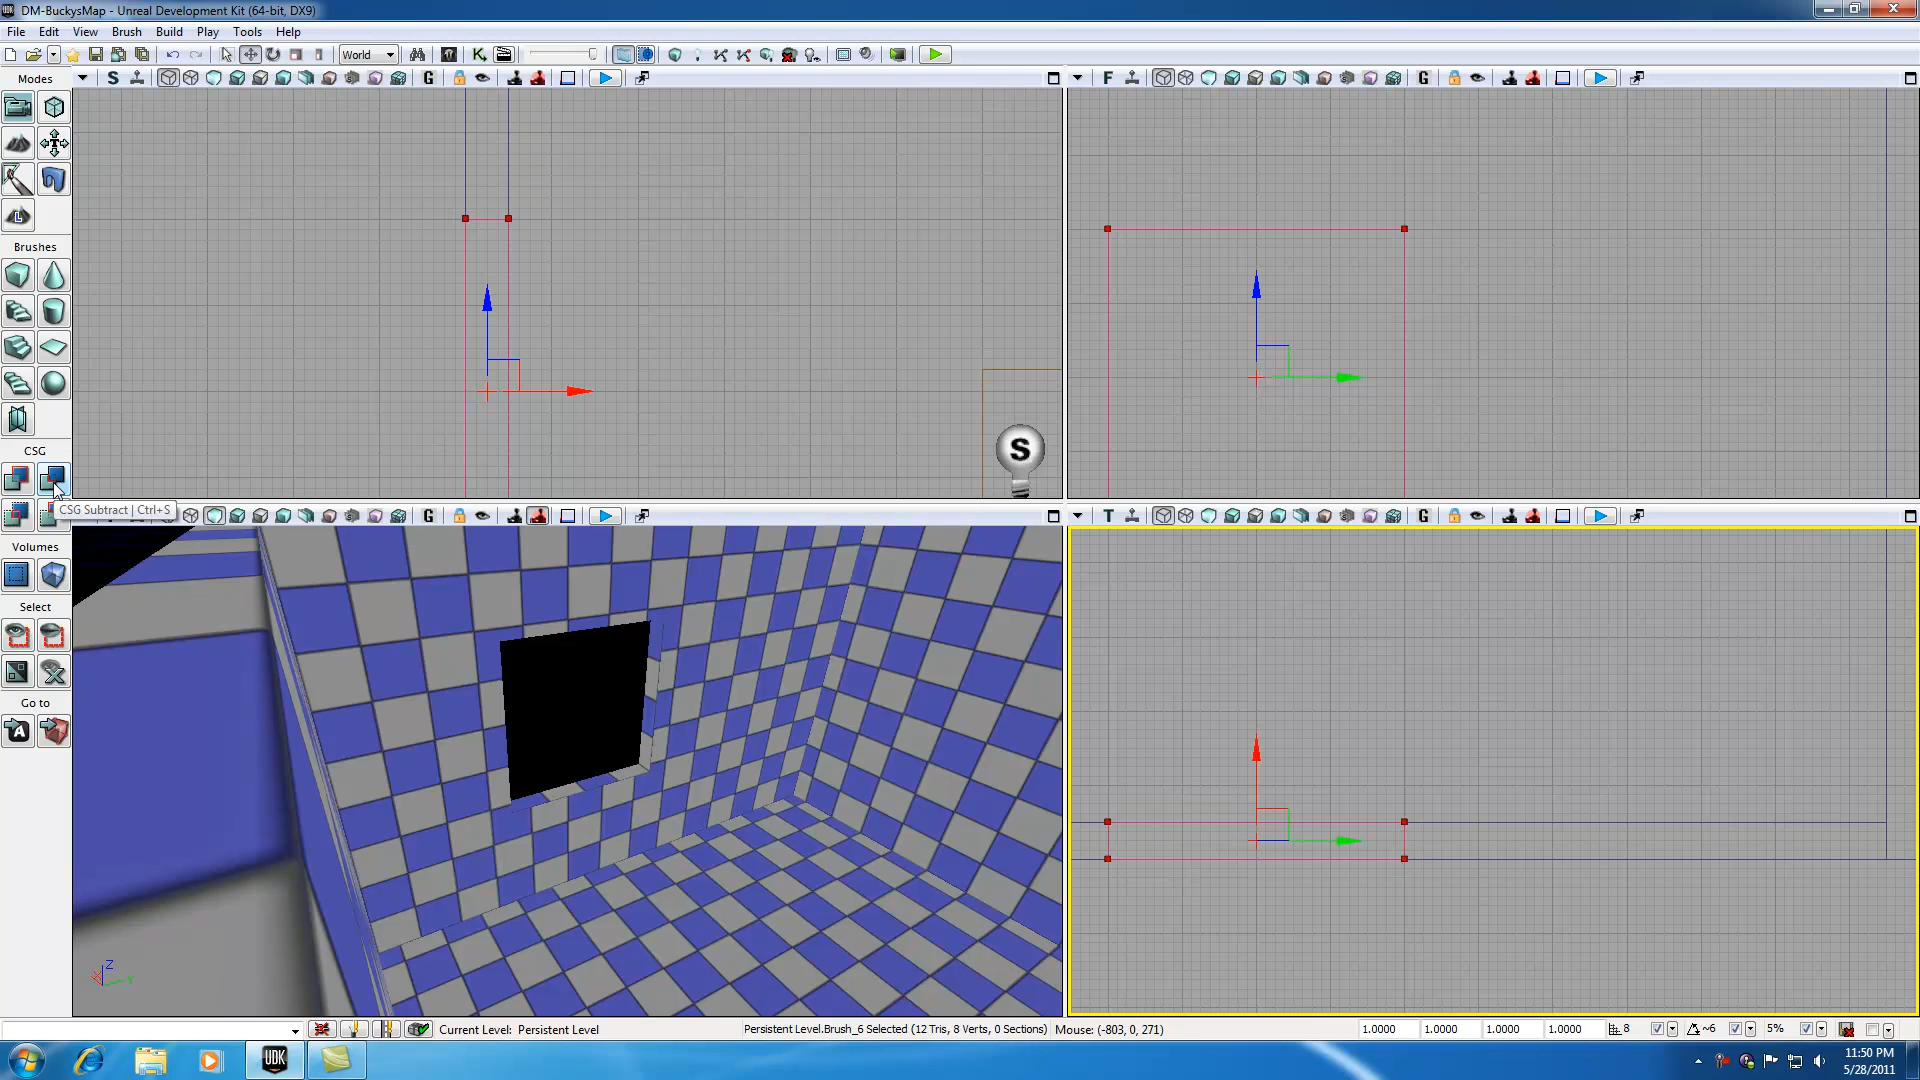 DM-BuckysMap - Unreal Development Kit (64-bit, DX9)
File Edit View Brush Build Play Tools Help
World
Modes
S
G
F
G
L
Brushes
CSG
S
CSG Subtract | Ctrl+S
G
T
G
Volumes
Select
Go to
A
Z
X
Y
Current Level: Persistent Level
Persistent Level.Brush_6 Selected (12 Tris, 8 Verts, 0 Sections)
Mouse: (-803, 0, 271)
1.0000 1.0000 1.0000 1.0000
8
~6
5%
UDK
11:50 PM
5/28/2011